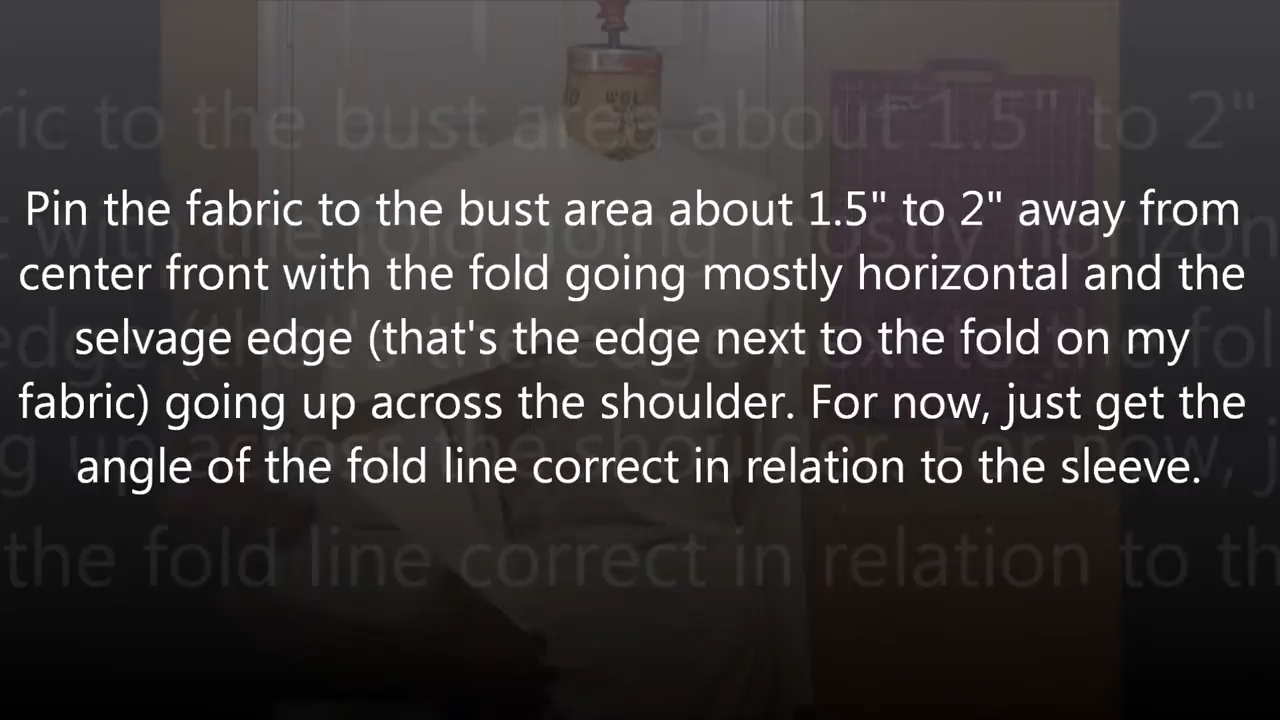 Pin the fabric to the bust area about 1.5" to 2" away from
center front with the fold going mostly horizontal and the
selvage edge (that's the edge next to the fold on my
fabric) going up across the shoulder. For now, just get the
angle of the fold line correct in relation to the sleeve.